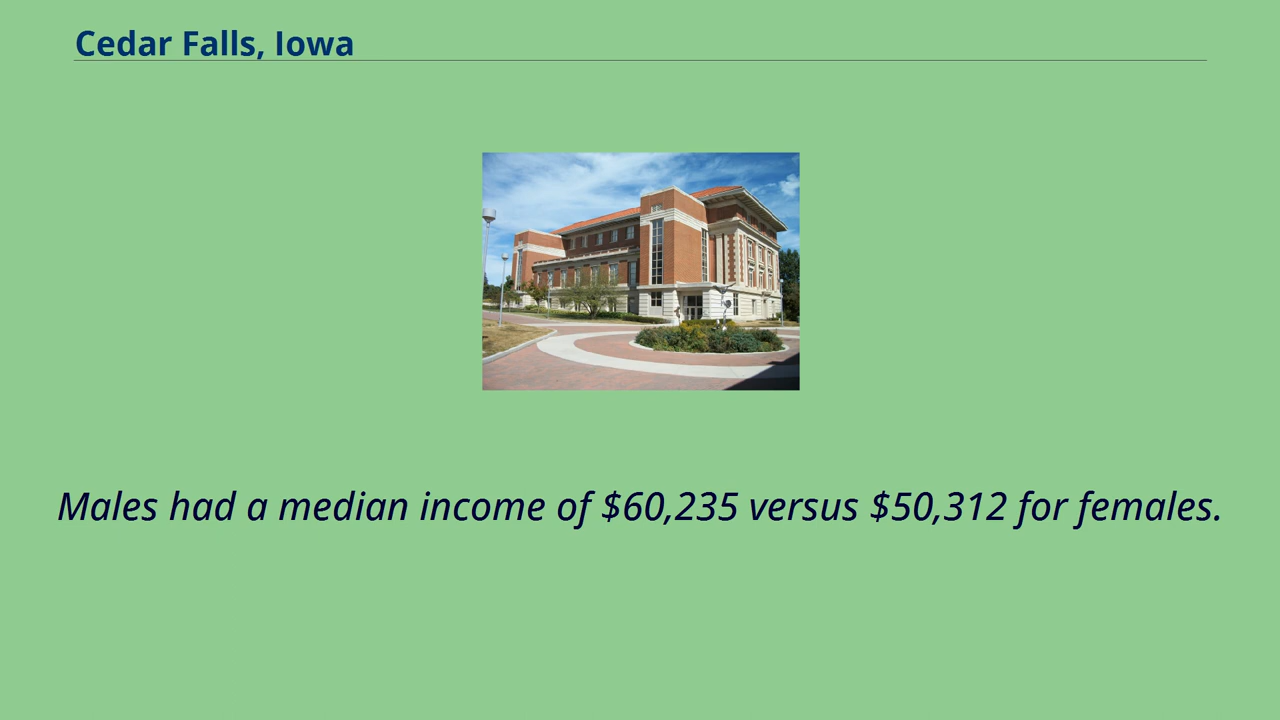 Cedar Falls, Iowa
Males had a median income of $60,235 versus $50,312 for females.